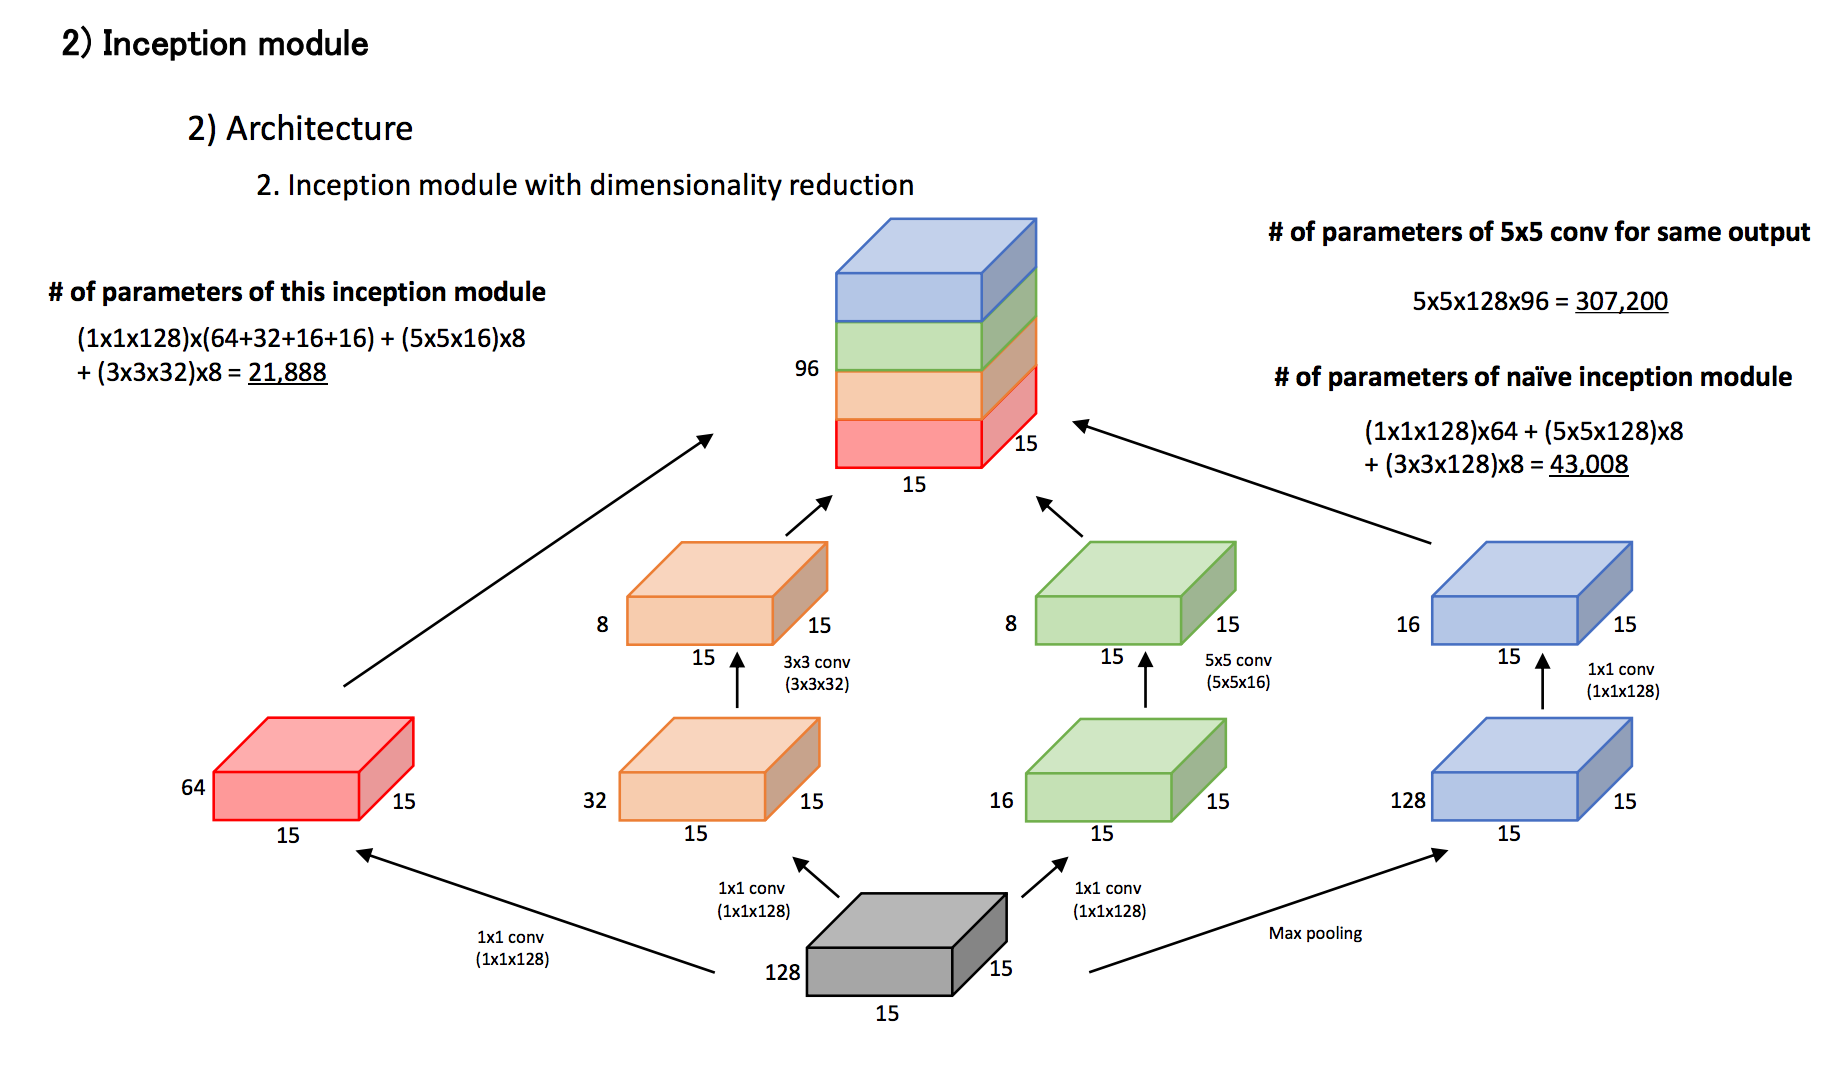 2) Inception module
2) Architecture
2. Inception module with dimensionality reduction
# of parameters of this inception module
(1x1x128)x(64+32+16+16) + (5x5x16)x8
+ (3x3x32)x8 = 21,888
# of parameters of 5x5 conv for same output
5x5x128x96 = 307,200
# of parameters of naïve inception module
(1x1x128)x64 + (5x5x128)x8
+ (3x3x128)x8 = 43,008
96
15
15
8
15
15
3x3 conv
(3x3x32)
8
15
15
5x5 conv
(5x5x16)
16
15
15
1x1 conv
(1x1x128)
64
15
15
32
15
15
16
15
15
128
15
15
1x1 conv
(1x1x128)
1x1 conv
(1x1x128)
1x1 conv
(1x1x128)
Max pooling
128
15
15